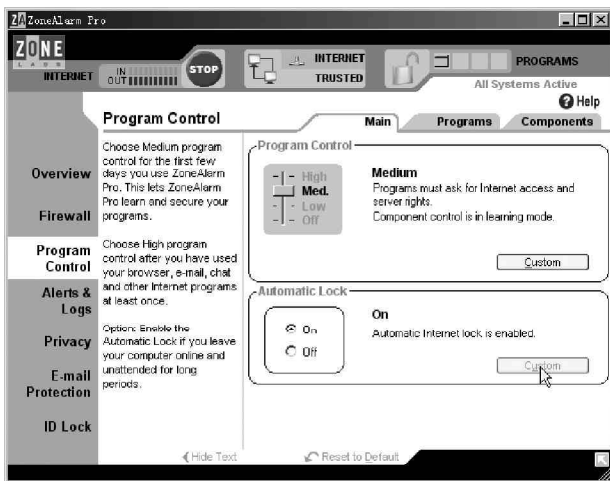 ZA ZoneAlarm Pro
ZONE
LABS
INTERNET
IN
OUT
STOP
INTERNET
TRUSTED
PROGRAMS
All Systems Active
Help
Program Control
Main
Programs
Components
Overview
Firewall
Program
Control
Alerts &
Logs
Privacy
E-mail
Protection
ID Lock
Choose Medium program
control for the first few
days you use ZoneAlarm
Pro. This lets ZoneAlarm
Pro learn and secure your
programs.
Choose High program
control after you have used
your browser, e-mail, chat
and other Internet programs
at least once.
Option: Enable the
Automatic Lock if you leave
your computer online and
unattended for long
periods.
Program Control
High
Med.
Low
Off
Medium
Programs must ask for Internet access and
server rights.
Component control is in learning mode.
Custom
Automatic Lock
On
Off
On
Automatic Internet lock is enabled.
Custom
Hide Text
Reset to Default